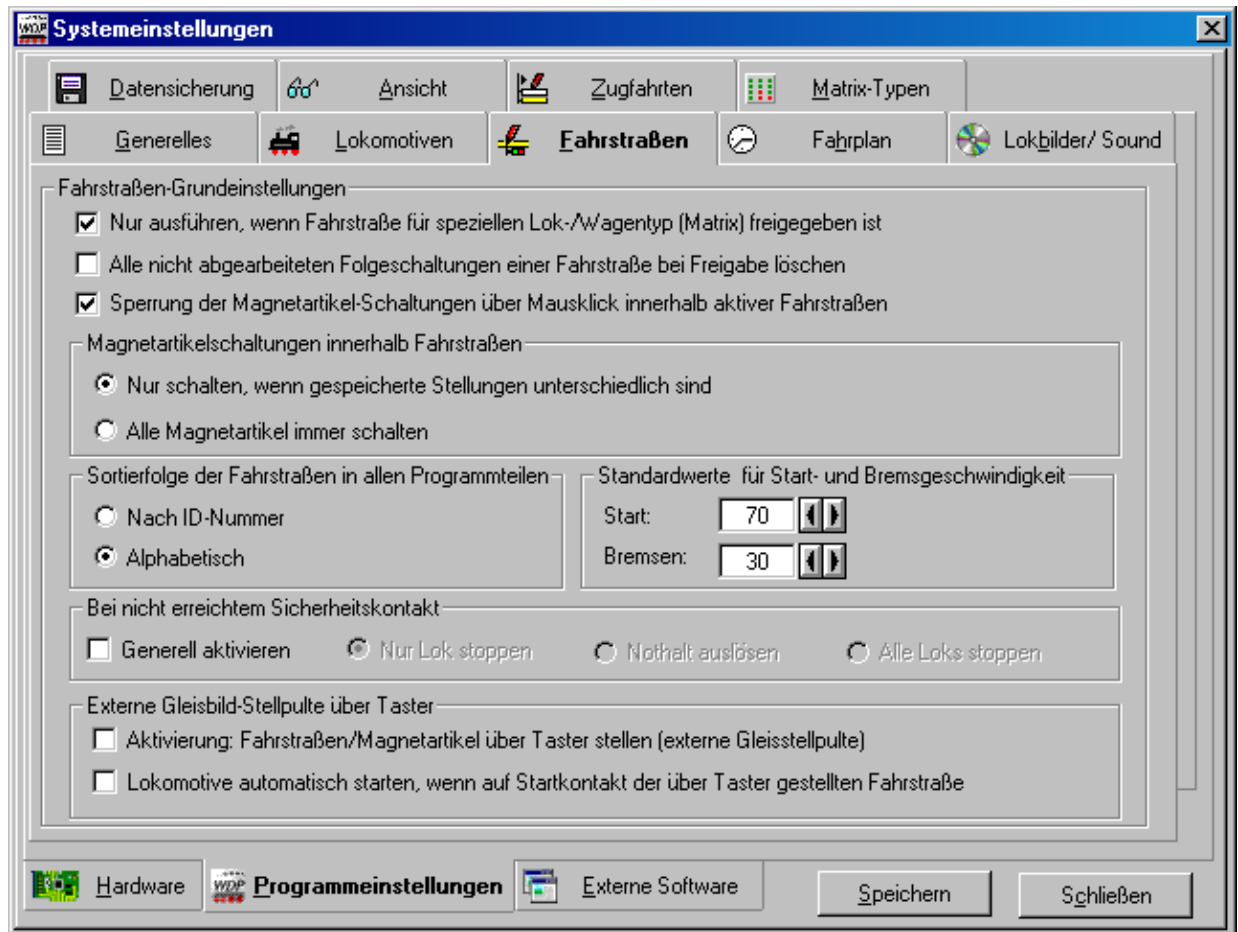 WDP Systemeinstellungen
Datensicherung Ansicht Zugfahrten Matrix-Typen
Generelles Lokomotiven Fahrstraßen Fahrplan Lokbilder/ Sound
Fahrstraßen-Grundeinstellungen
Nur ausführen, wenn Fahrstraße für speziellen Lok-/Wagentyp (Matrix) freigegeben ist
Alle nicht abgearbeiteten Folgeschaltungen einer Fahrstraße bei Freigabe löschen
Sperrung der Magnetartikel-Schaltungen über Mausklick innerhalb aktiver Fahrstraßen
Magnetartikelschaltungen innerhalb Fahrstraßen
Nur schalten, wenn gespeicherte Stellungen unterschiedlich sind
Alle Magnetartikel immer schalten
Sortierfolge der Fahrstraßen in allen Programmteilen
Nach ID-Nummer
Alphabetisch
Standardwerte für Start- und Bremsgeschwindigkeit
Start: 70
Bremsen: 30
Bei nicht erreichtem Sicherheitskontakt
Generell aktivieren Nur Lok stoppen Nothalt auslösen Alle Loks stoppen
Externe Gleisbild-Stellpulte über Taster
Aktivierung: Fahrstraßen/Magnetartikel über Taster stellen (externe Gleisstellpulte)
Lokomotive automatisch starten, wenn auf Startkontakt der über Taster gestellten Fahrstraße
Hardware WDP Programmeinstellungen Externe Software Speichern Schließen